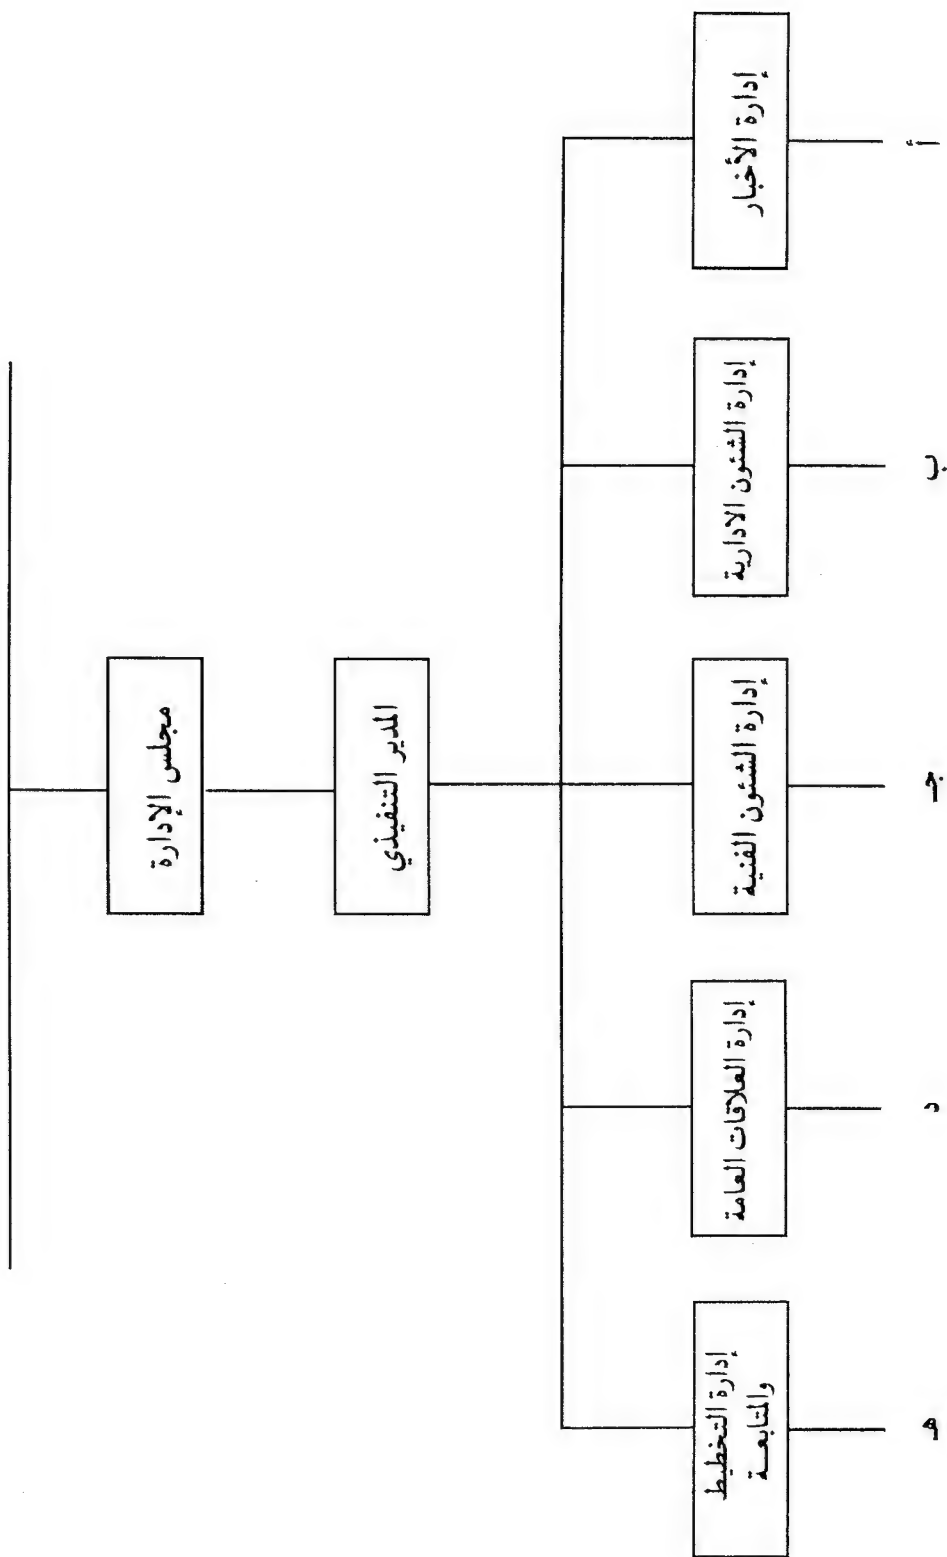 مجلس الإدارة
المدير التنفيذي
إدارة الأخبار
إدارة الشئون الادارية
إدارة الشئون الفنية
إدارة العلاقات العامة
إدارة التخطيط
والمتابعة
أ
ب
جـ
د
هـ